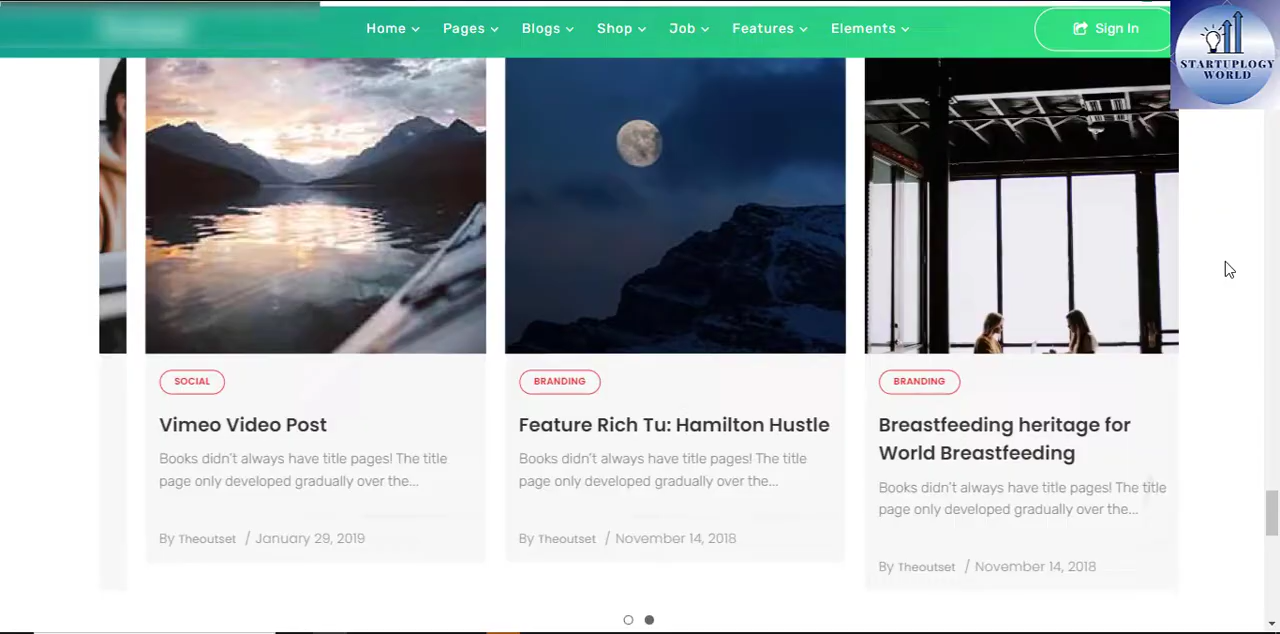 Home Pages Blogs Shop Job Features Elements Sign In
STARTUPLOGY
WORLD
SOCIAL
Vimeo Video Post
Books didn't always have title pages! The title
page only developed gradually over the...
By Theoutset / January 29, 2019
BRANDING
Feature Rich Tu: Hamilton Hustle
Books didn't always have title pages! The title
page only developed gradually over the...
By Theoutset / November 14, 2018
BRANDING
Breastfeeding heritage for
World Breastfeeding
Books didn't always have title pages! The title
page only developed gradually over the...
By Theoutset / November 14, 2018